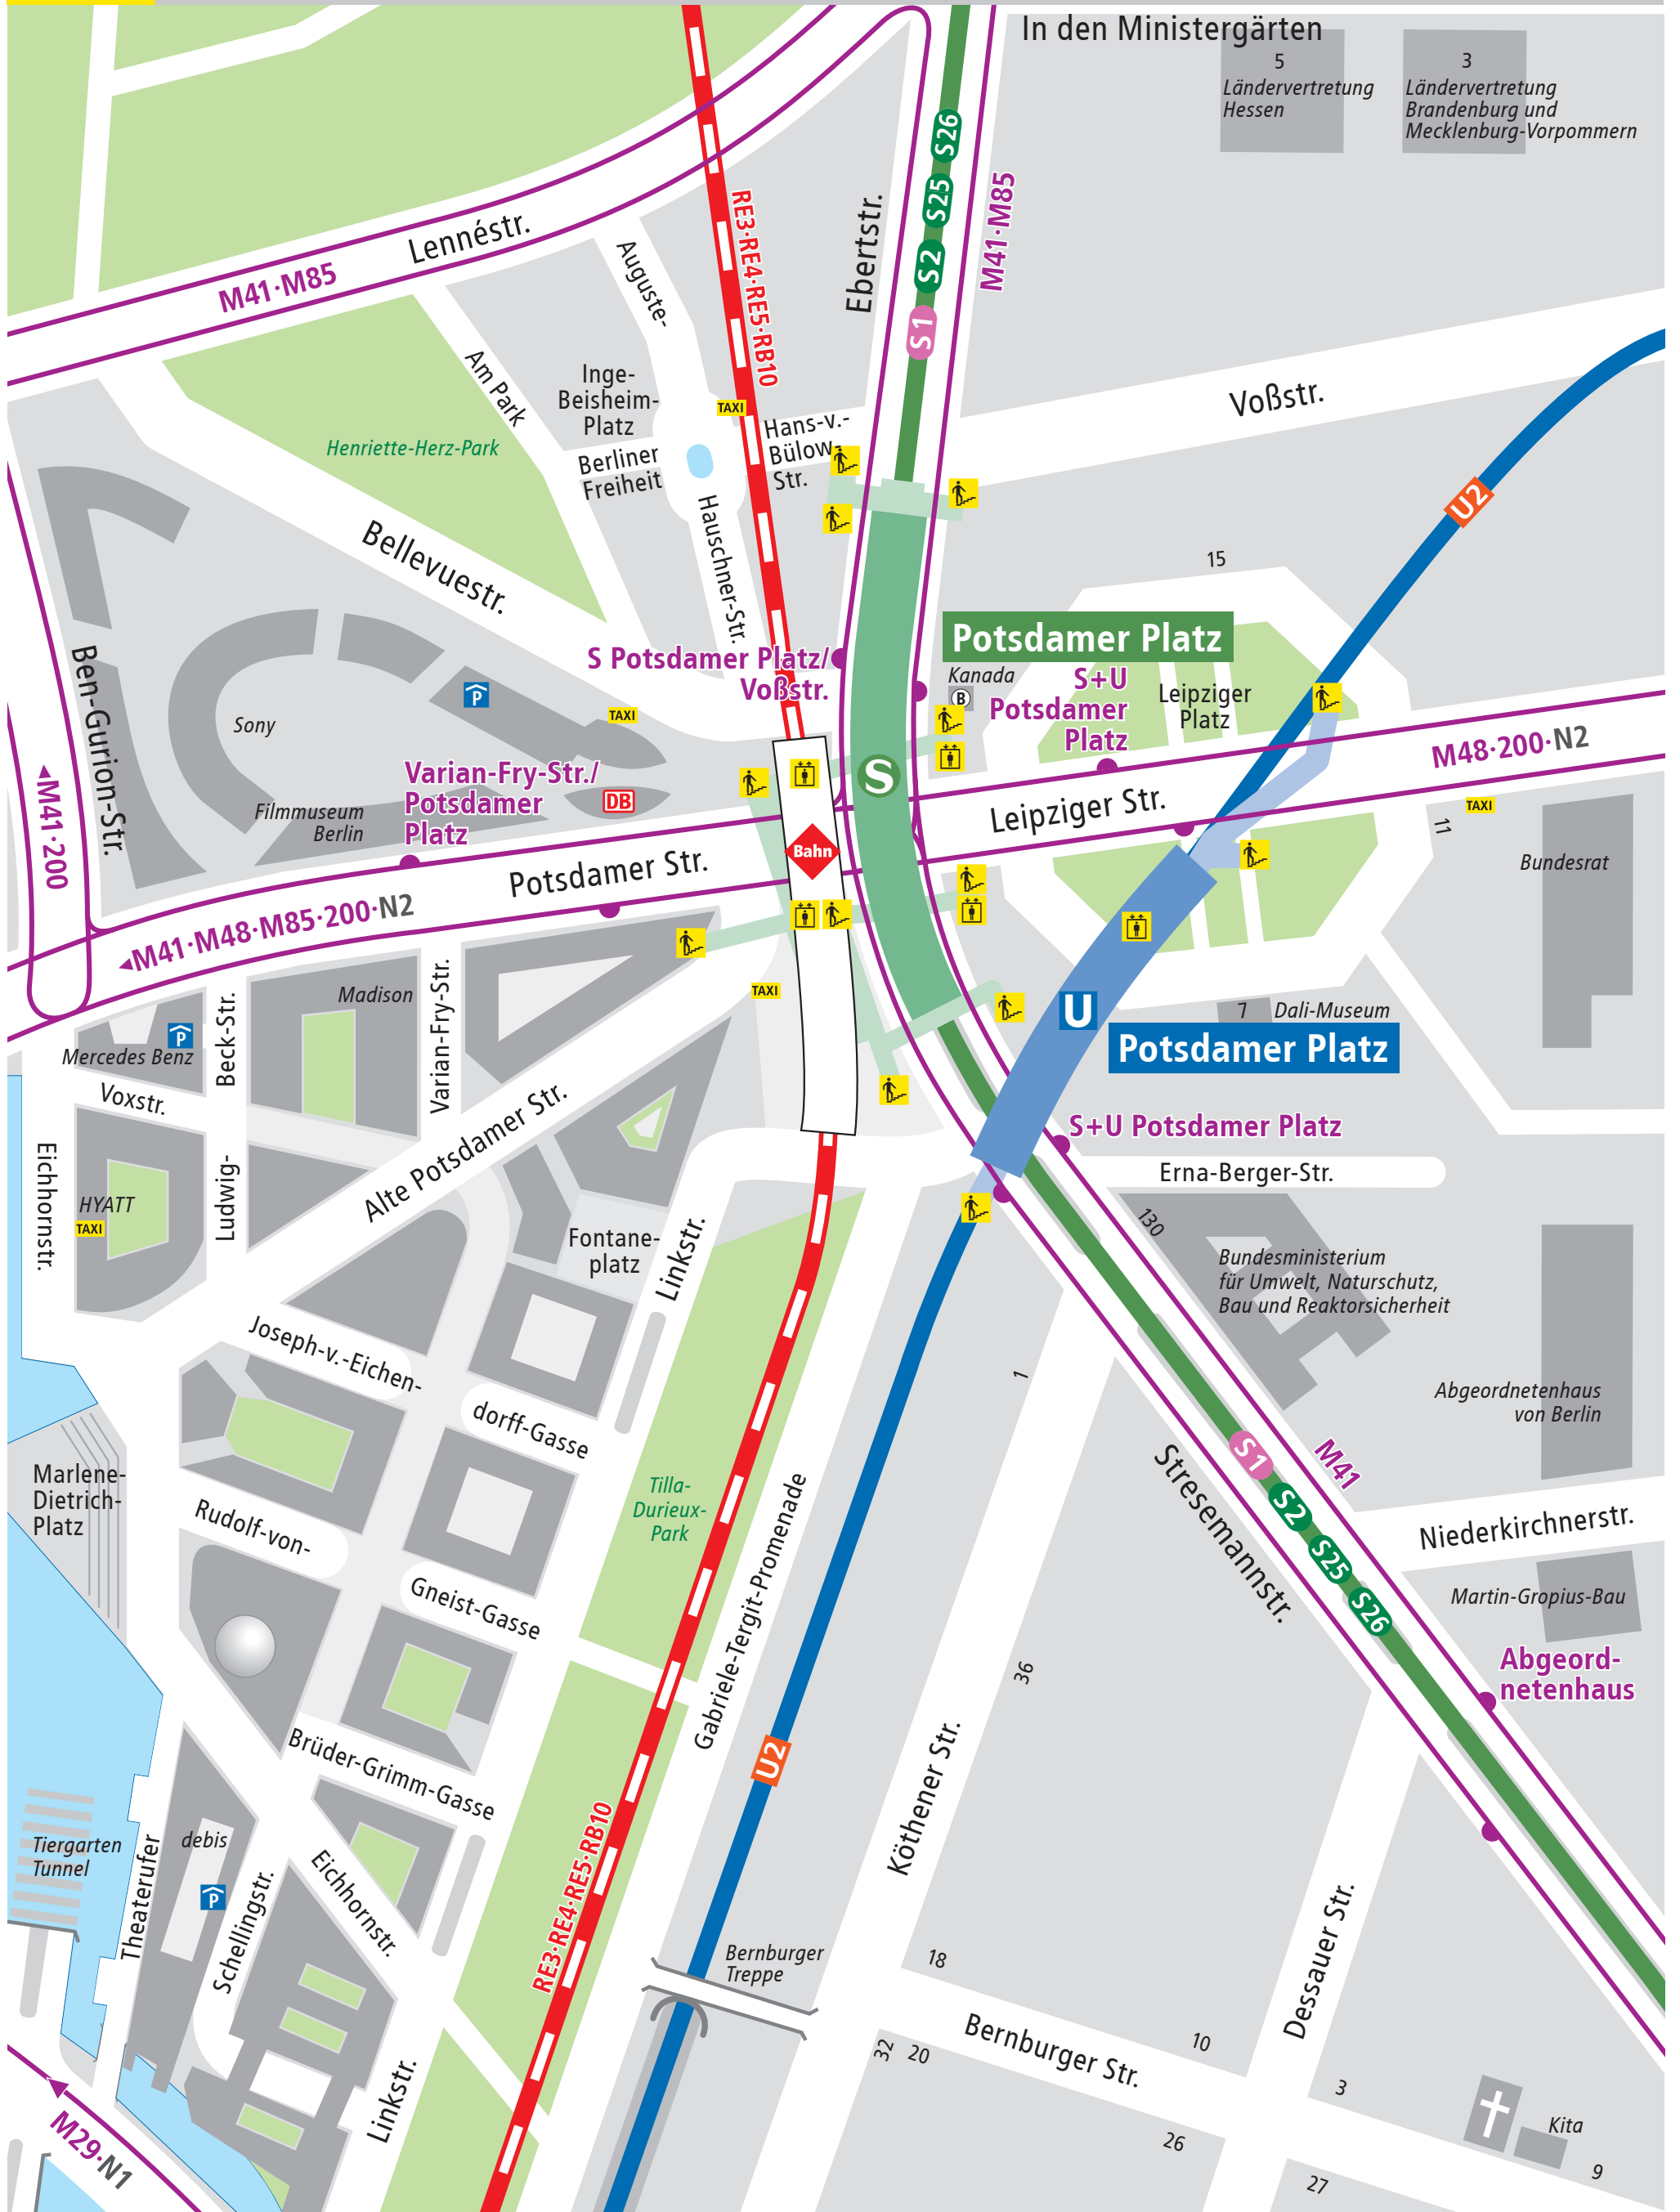 In den Ministergärten
5
Ländervertretung
Hessen
3
Ländervertretung
Brandenburg und
Mecklenburg-Vorpommern
S26
S25
S2
S1
M41·M85
Ebertstr.
RE3·RE4·RE5·RB10
Lennéstr.
M41·M85
Auguste-
Hauschner-Str.
Am Park
Inge-
Beisheim-
Platz
TAXI
Hans-v.-
Bülow-
Str.
Berliner
Freiheit
Voßstr.
Henriette-Herz-Park
U2
Bellevuestr.
15
Potsdamer Platz
S Potsdamer Platz/
Voßstr.
Kanada
B
S+U
Potsdamer
Platz
Leipziger
Platz
Ben-Gurion-Str.
P
Sony
TAXI
M48·200·N2
M41·200
Varian-Fry-Str./
Potsdamer
Platz
Filmmuseum
Berlin
DB
S
Leipziger Str.
TAXI
11
Bundesrat
Bahn
Potsdamer Str.
M41·M48·M85·200·N2
Madison
TAXI
U
7
Dali-Museum
Potsdamer Platz
P
Mercedes Benz
Beck-Str.
Ludwig-
Varian-Fry-Str.
Voxstr.
Alte Potsdamer Str.
S+U Potsdamer Platz
Erna-Berger-Str.
Eichhornstr.
HYATT
TAXI
Fontane-
platz
Linkstr.
130
Bundesministerium
für Umwelt, Naturschutz,
Bau und Reaktorsicherheit
Joseph-v.-Eichen-
dorff-Gasse
1
Abgeordnetenhaus
von Berlin
Marlene-
Dietrich-
Platz
Tilla-
Durieux-
Park
Gabriele-Tergit-Promenade
Stresemannstr.
S1
S2
S25
S26
M41
Niederkirchnerstr.
Rudolf-von-
Gneist-Gasse
Martin-Gropius-Bau
36
Abgeord-
netenhaus
Brüder-Grimm-Gasse
U2
Köthener Str.
Tiergarten
Tunnel
Theaterufer
debis
P
Schellingstr.
Eichhornstr.
RE3·RE4·RE5·RB10
Bernburger
Treppe
18
Dessauer Str.
Bernburger Str.
10
32
20
3
Linkstr.
M29·N1
26
Kita
9
27